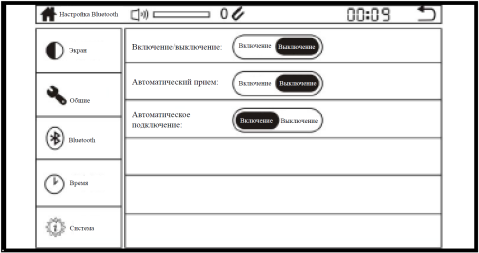 Настройка Bluetooth 0 00:09
Экран
Включение/выключение: Включение Выключение
Общие
Автоматический прием: Включение Выключение
Bluetooth
Автоматическое
подключение: Включение Выключение
Время
Система